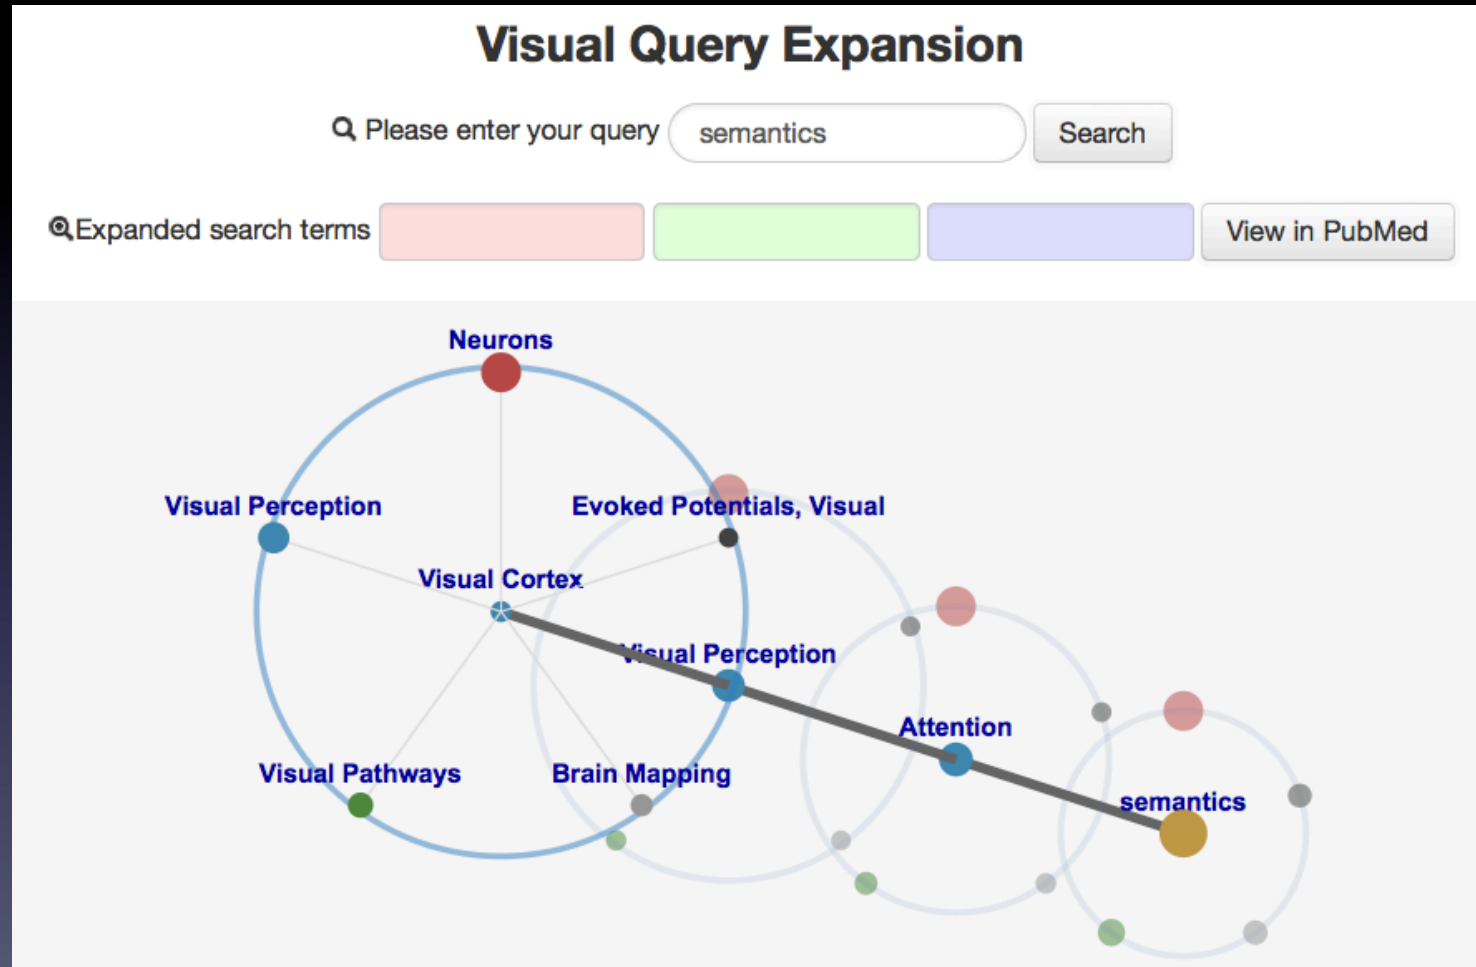 Visual Query Expansion
Please enter your query semantics Search
Expanded search terms View in PubMed
Neurons
Visual Perception
Evoked Potentials, Visual
Visual Cortex
Visual Perception
Attention
Visual Pathways
Brain Mapping
semantics